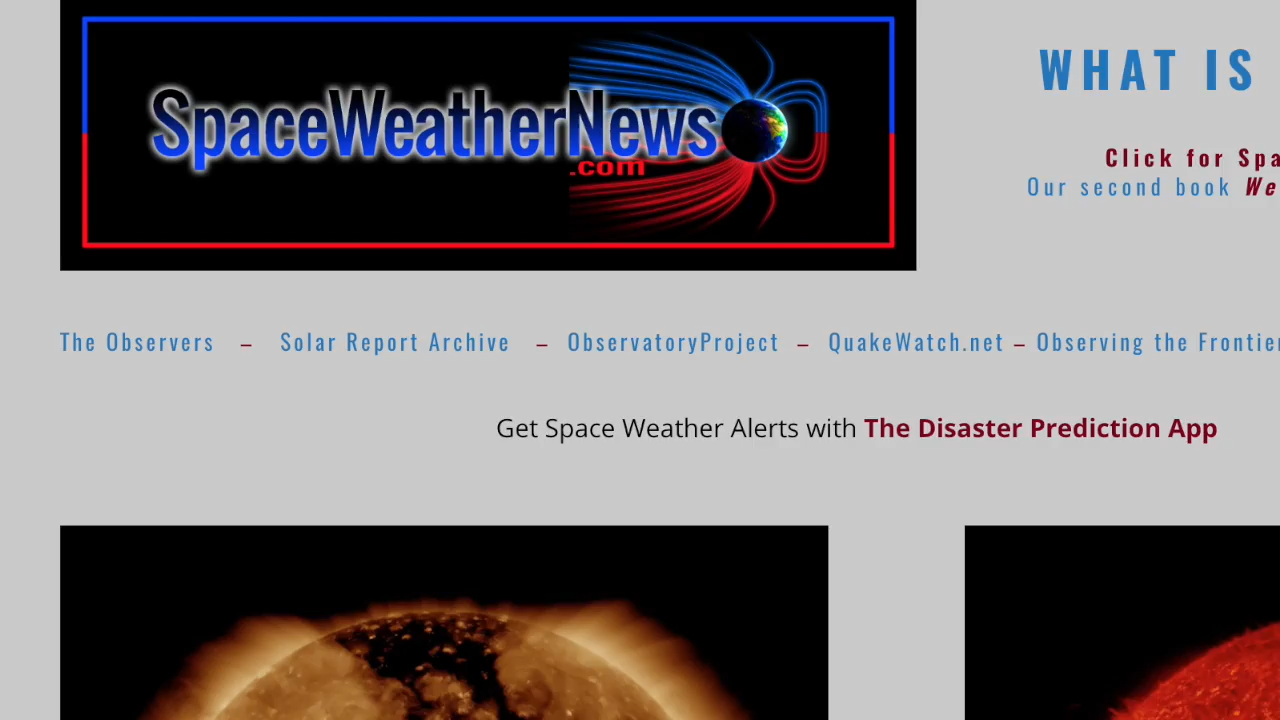 SpaceWeatherNews
.com
WHAT IS
Click for Spa
Our second book We
The Observers – Solar Report Archive – ObservatoryProject – QuakeWatch.net – Observing the Frontier
Get Space Weather Alerts with The Disaster Prediction App